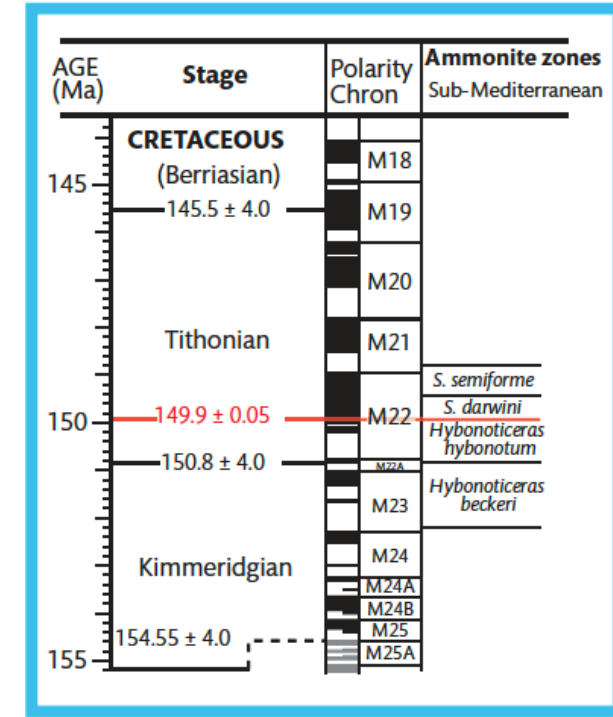 AGE
(Ma)
Stage
Polarity
Chron
Ammonite zones
Sub-Mediterranean
CRETACEOUS
(Berriasian)
145
145.5 ± 4.0
Tithonian
149.9 ± 0.05
150
150.8 ± 4.0
Kimmeridgian
154.55 ± 4.0
155
M18
M19
M20
M21
M22
M22A
M23
M24
M24A
M24B
M25
M25A
S. semiforme
S. darwini
Hybonoticeras
hybonotum
Hybonoticeras
beckeri